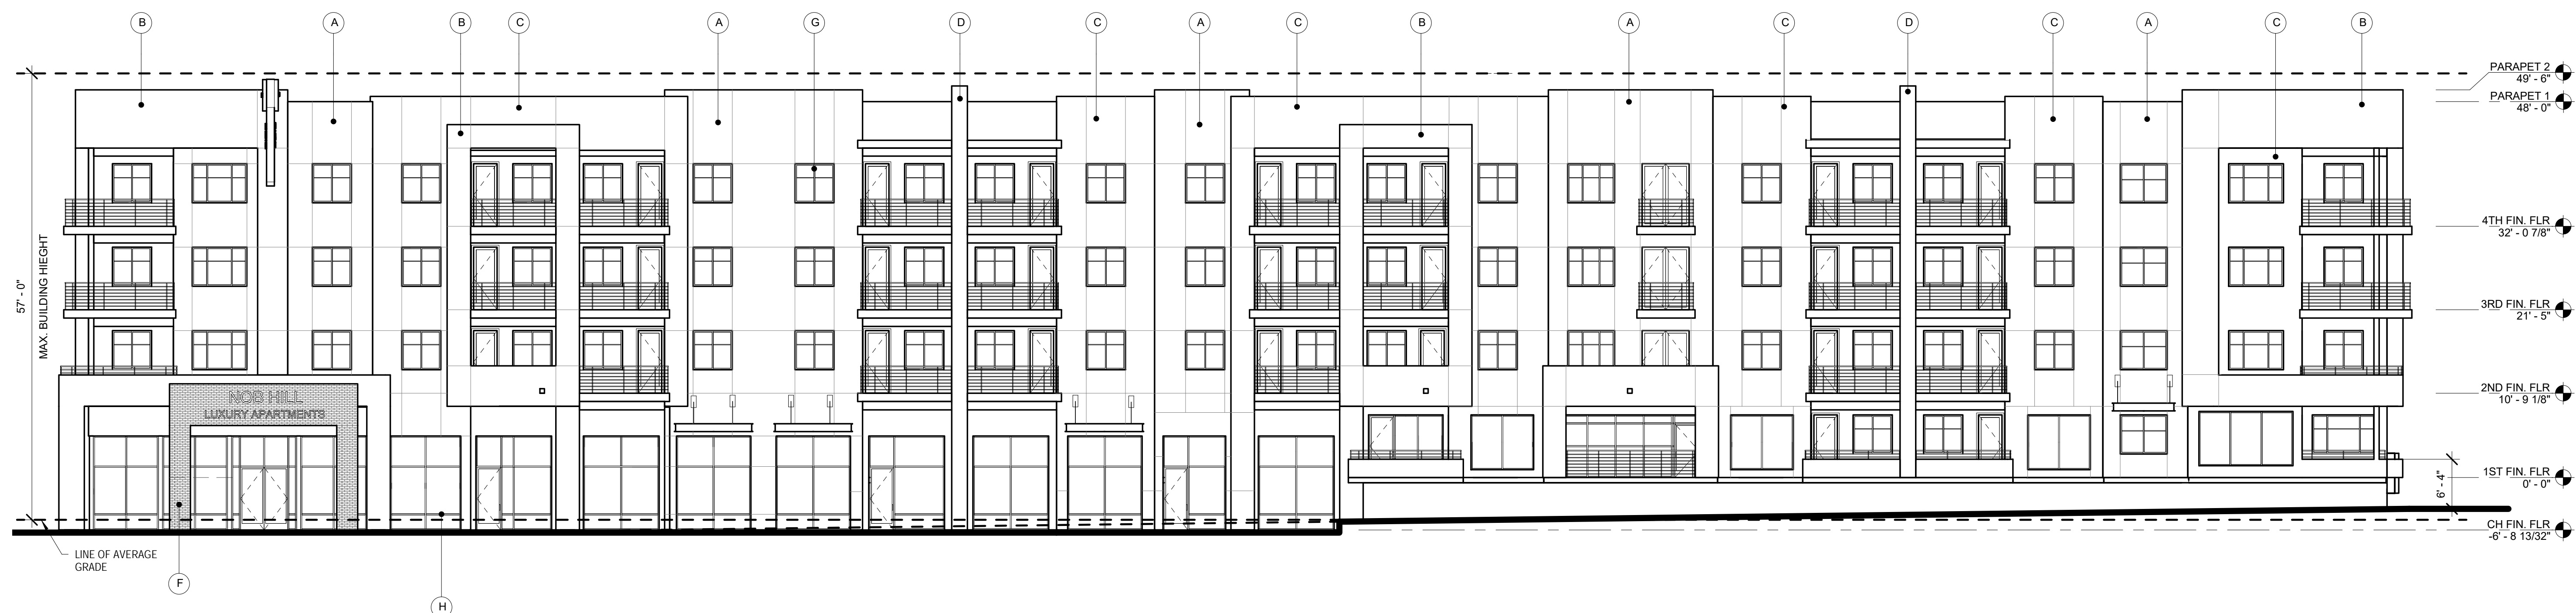 B
A
B
C
A
G
D
C
A
C
B
A
C
D
C
A
C
B
PARAPET 2
49' - 6"
PARAPET 1
48' - 0"
4TH FIN. FLR
32' - 0 7/8"
3RD FIN. FLR
21' - 5"
2ND FIN. FLR
10' - 9 1/8"
1ST FIN. FLR
0' - 0"
CH FIN. FLR
-6' - 8 13/32"
6' - 4"
57' - 0"
MAX. BUILDING HIEGHT
NOB HILL
LUXURY APARTMENTS
LINE OF AVERAGE
GRADE
F
H